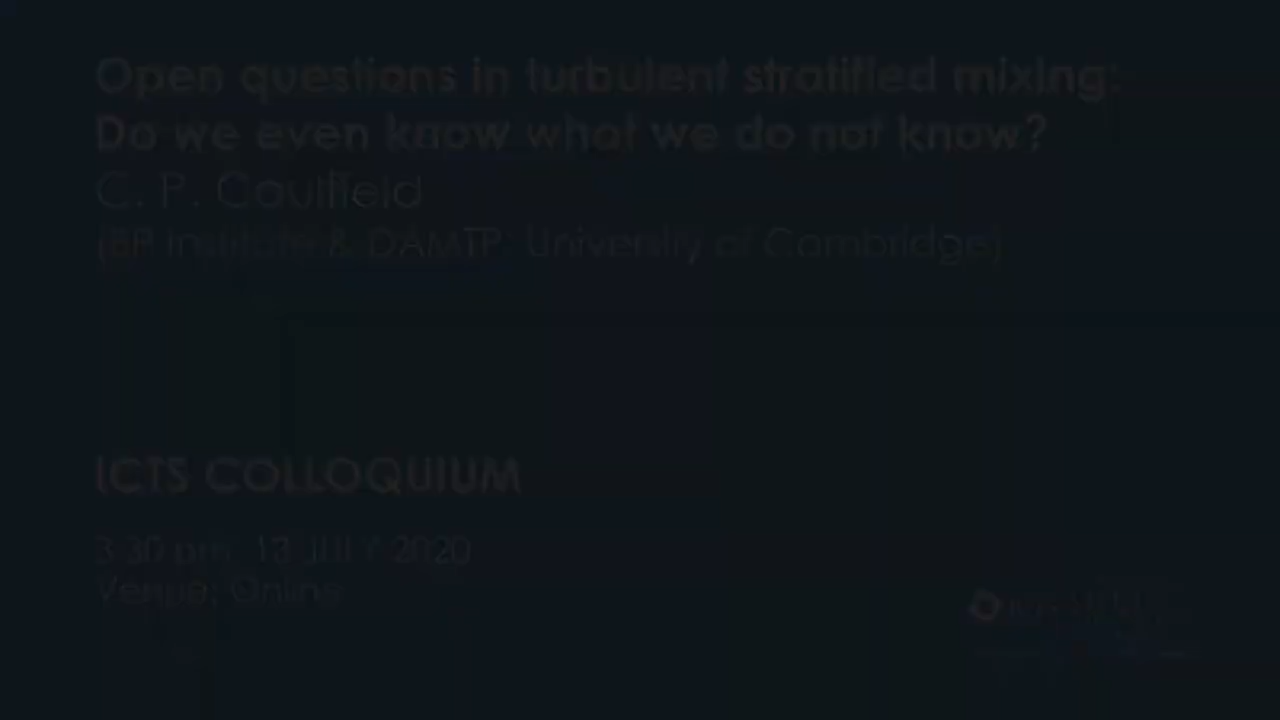 Open questions in turbulent stratified mixing:
Do we even know what we do not know?
C. P. Caulfield
(BP Institute & DAMTP, University of Cambridge)
ICTS COLLOQUIUM
3:30 pm, 13 JULY 2020
Venue: Online